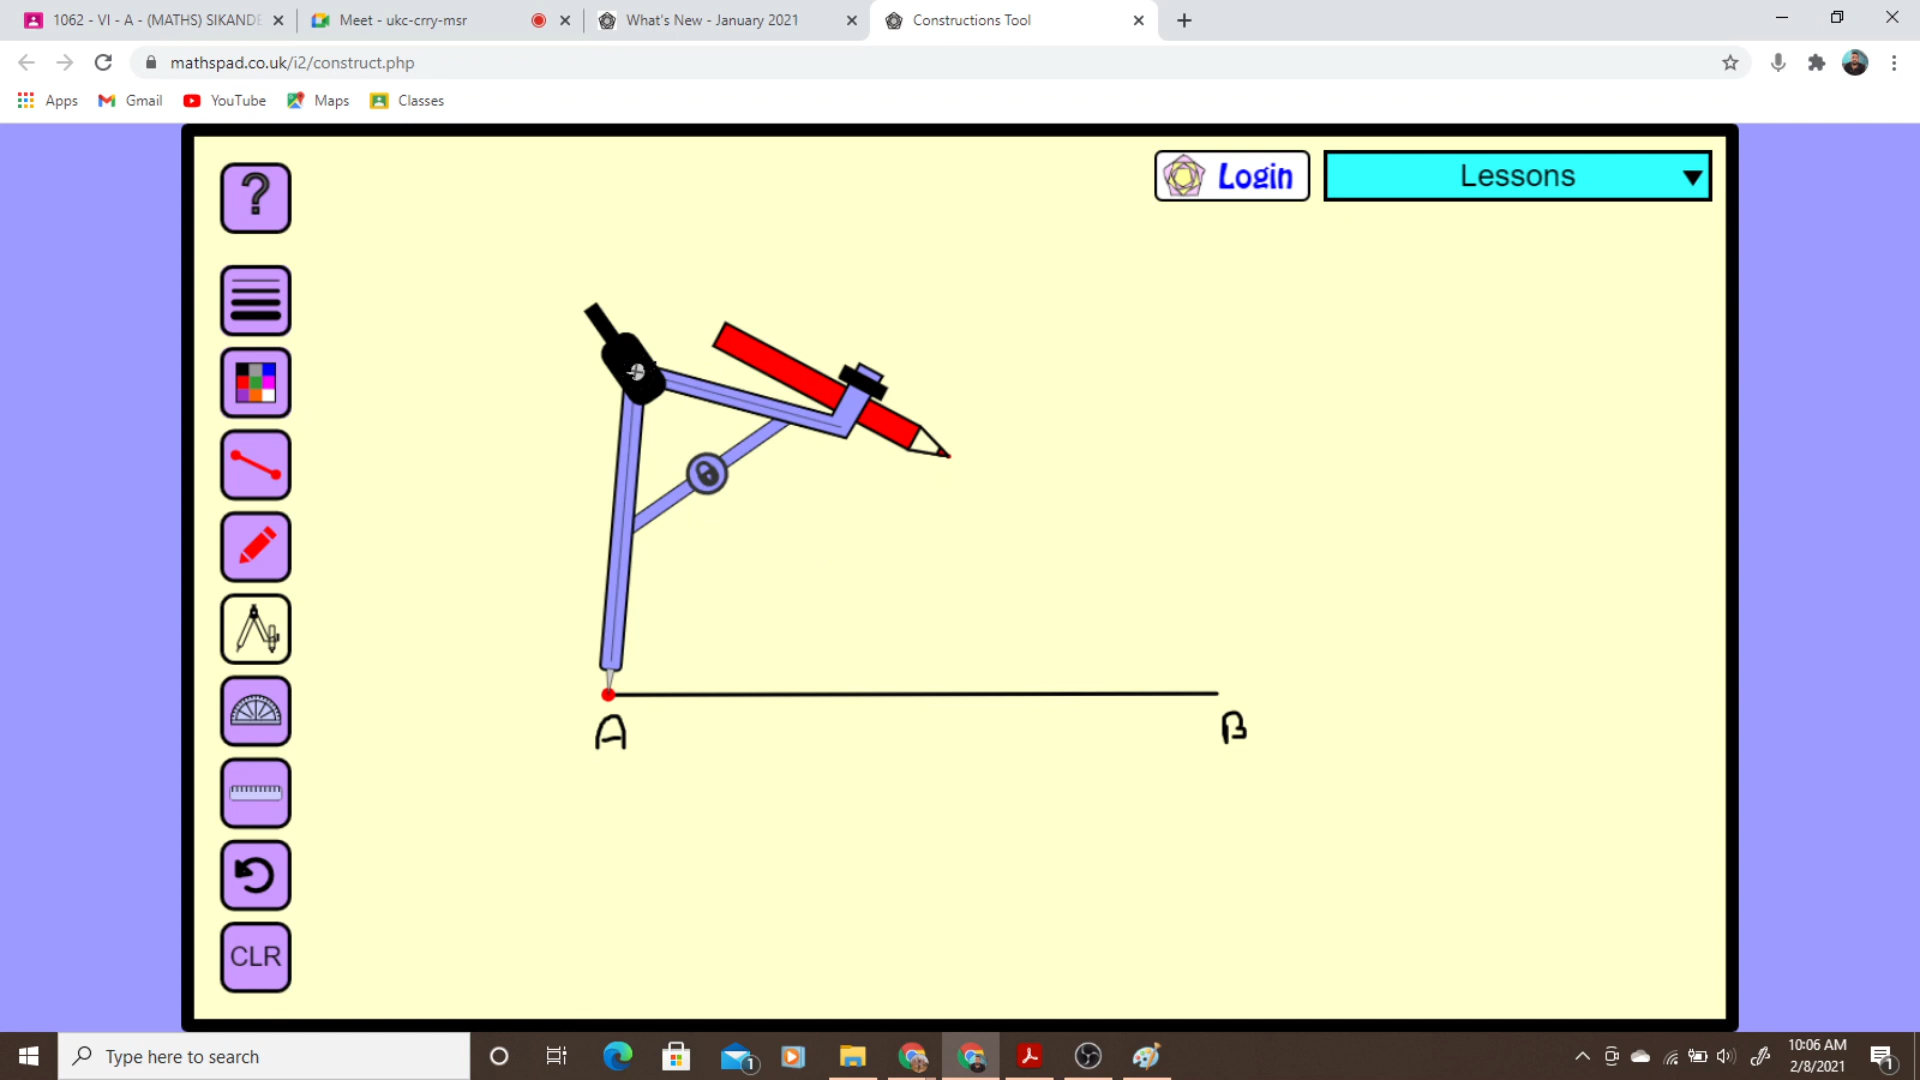 1062 - VI - A - (MATHS) SIKANDE
Meet - ukc-crry-msr
What's New - January 2021
Constructions Tool
mathspad.co.uk/i2/construct.php
Apps
Gmail
YouTube
Maps
Classes
?
Login
Lessons
A
B
CLR
Type here to search
1
10:06 AM
2/8/2021
1